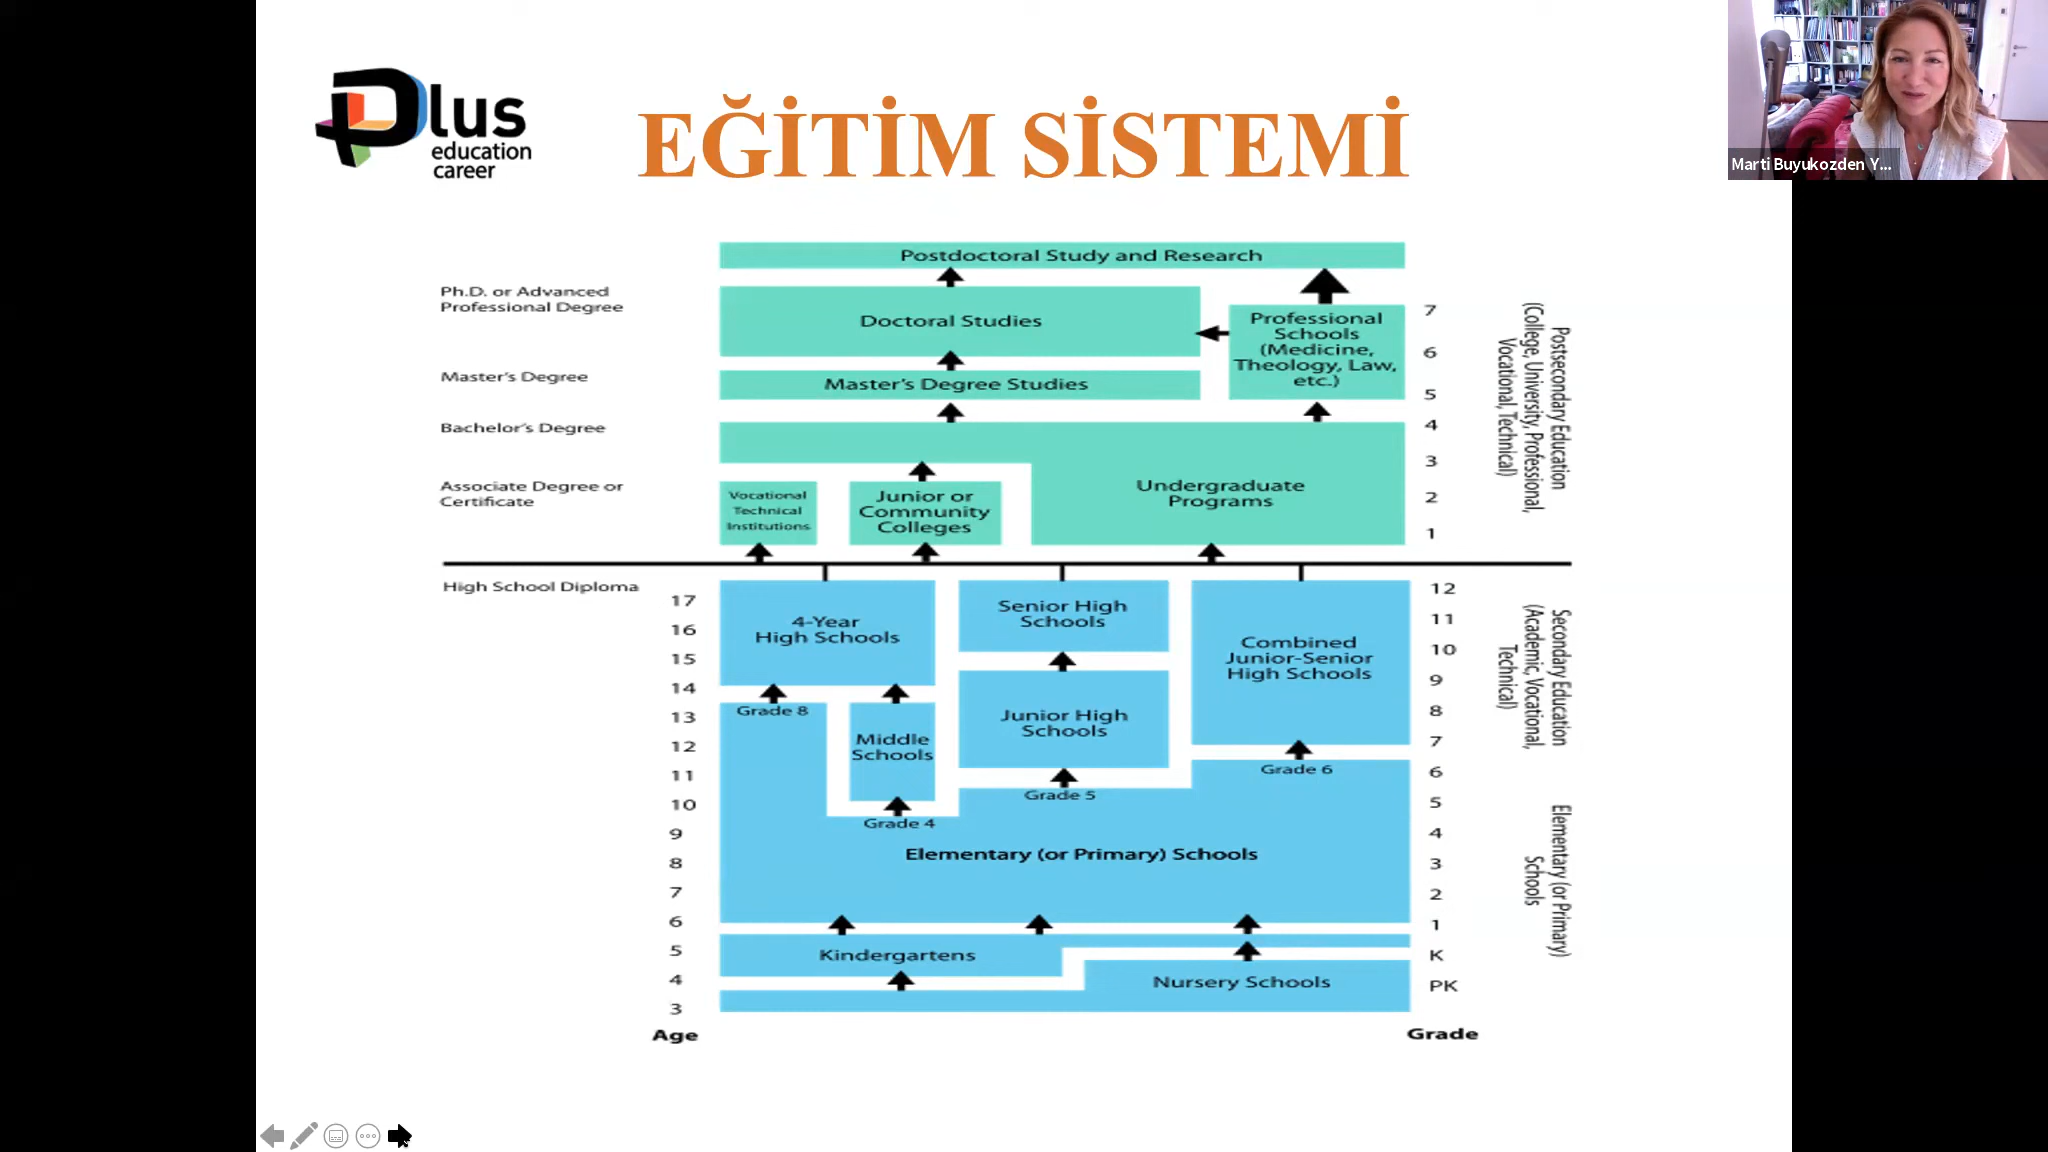 Plus
education
career
EĞİTİM SİSTEMİ
Marti Buyukozden Y...
Postdoctoral Study and Research
Ph.D. or Advanced
Professional Degree
Doctoral Studies
Professional
Schools
(Medicine,
Theology, Law,
etc.)
7
6
5
Master's Degree
Master's Degree Studies
Bachelor's Degree
4
3
2
1
Associate Degree or
Certificate
Vocational
Technical
Institutions
Junior or
Community
Colleges
Undergraduate
Programs
Postsecondary Education
(College, University, Professional,
Vocational, Technical)
High School Diploma
17
16
15
14
13
12
11
10
9
8
7
6
5
4
3
Age
4-Year
High Schools
Senior High
Schools
Combined
Junior-Senior
High Schools
Grade 8
Middle
Schools
Junior High
Schools
Grade 4
Grade 5
Grade 6
Elementary (or Primary) Schools
Kindergartens
Nursery Schools
12
11
10
9
8
7
6
5
4
3
2
1
K
PK
Grade
Secondary Education
(Academic, Vocational,
Technical)
Elementary (or Primary)
Schools